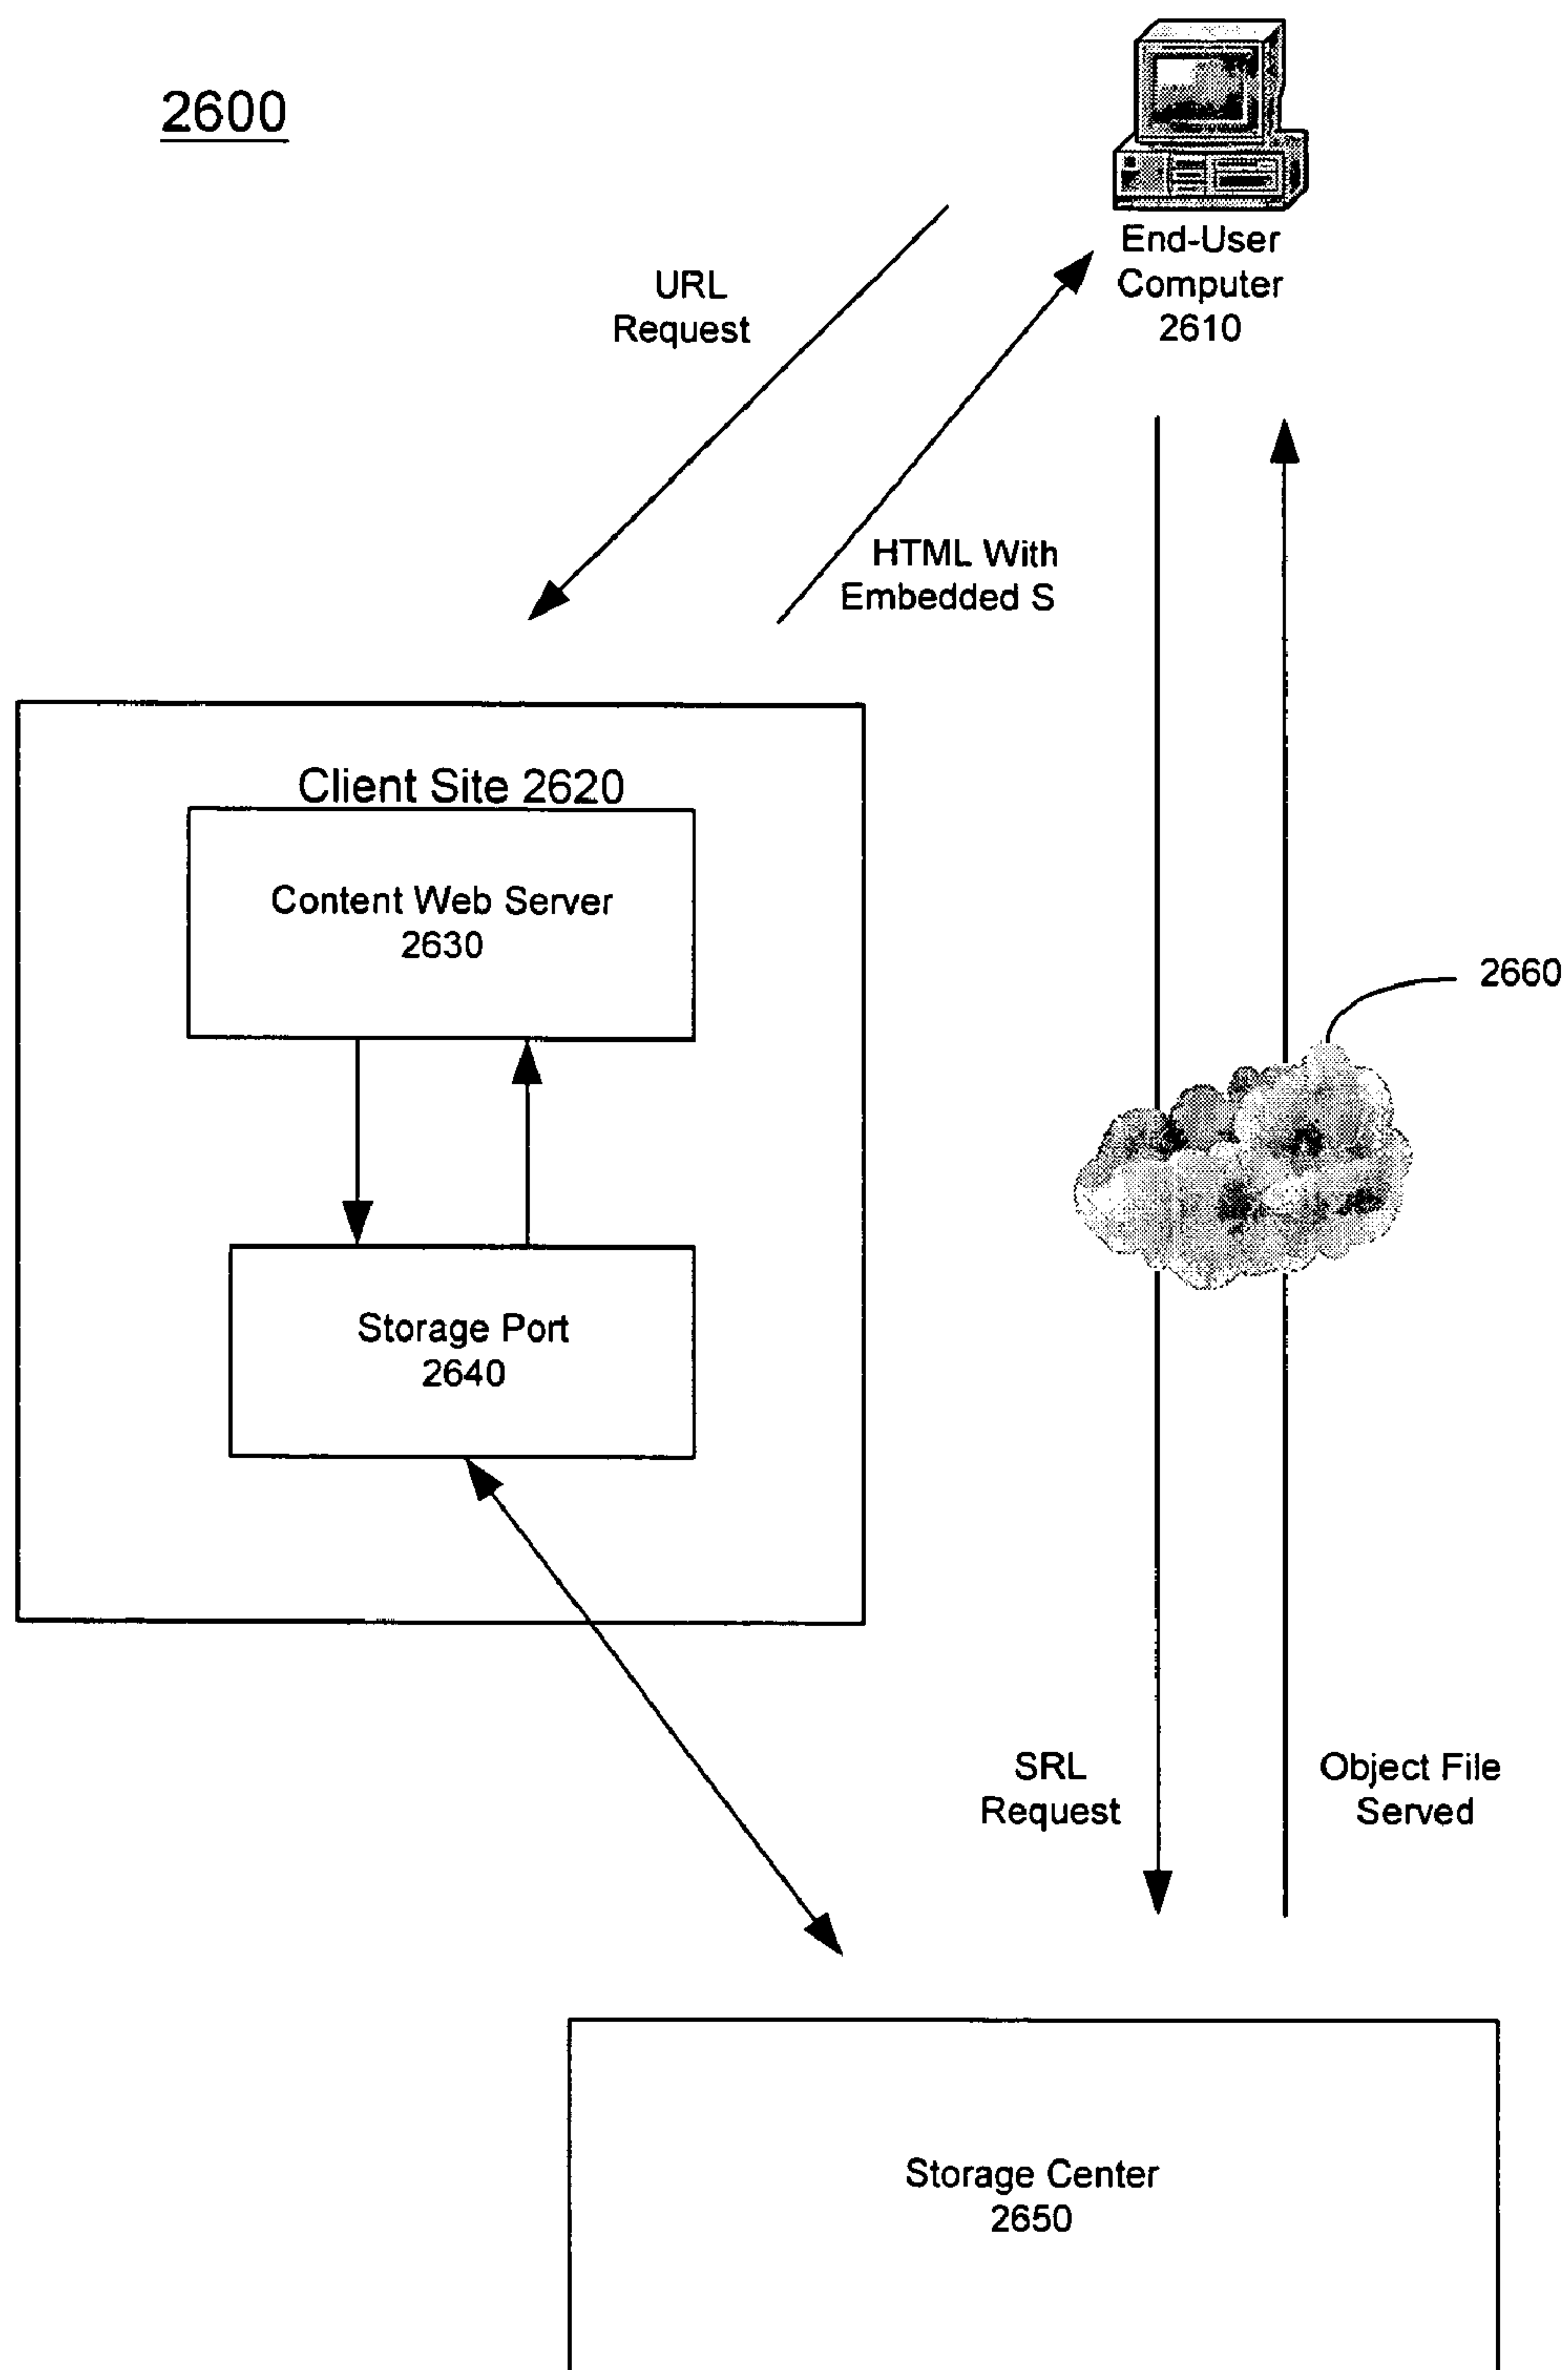 2600
End-User
Computer
2610
URL
Request
HTML With
Embedded S
Client Site 2620
Content Web Server
2630
2660
Storage Port
2640
SRL
Request
Object File
Served
Storage Center
2650